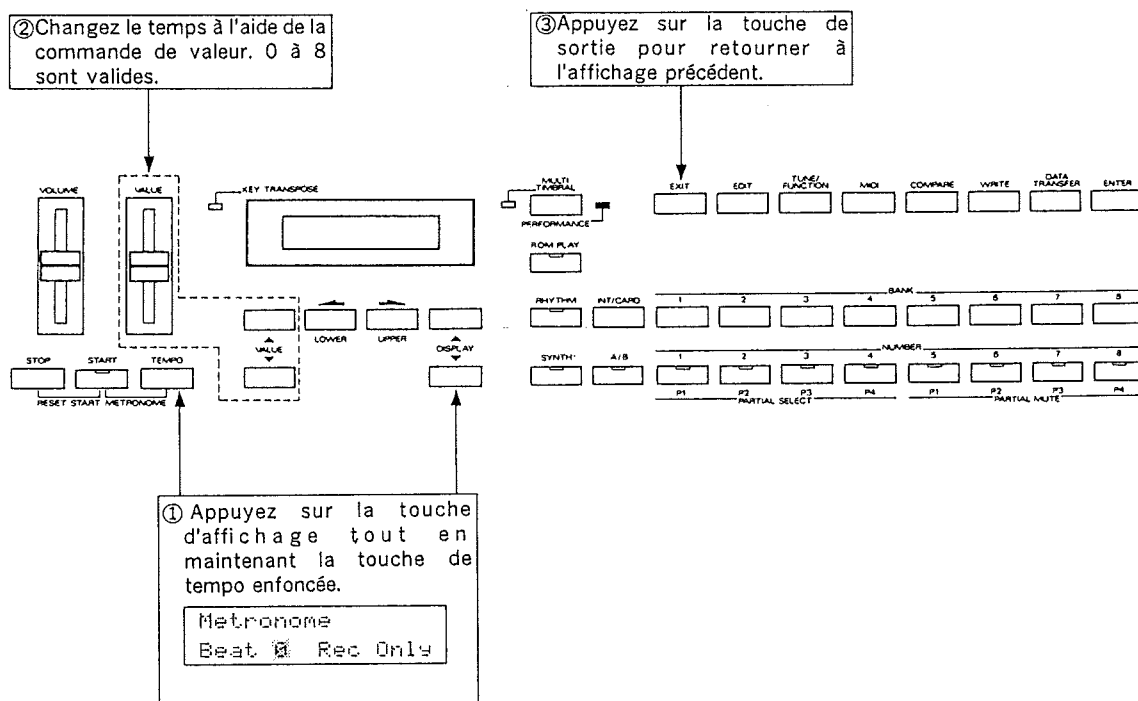 ②Changez le temps à l'aide de la
commande de valeur. 0 à 8
sont valides.
③Appuyez sur la touche de
sortie pour retourner à
l'affichage précédent.
VOLUME
VALUE
KEY TRANSPOSE
MULTI
TIMBRAL
PERFORMANCE
EXIT
EDIT
TUNE/
FUNCTION
MIDI
COMPARE
WRITE
DATA
TRANSFER
ENTER
ROM PLAY
RHYTHM
INT/CARD
BANK
1 2 3 4 5 6 7 8
LOWER
UPPER
VALUE
DISPLAY
STOP
START
TEMPO
RESET START
METRONOME
SYNTH
A/B
NUMBER
1 2 3 4 5 6 7 8
P1 P2 P3 P4 P1 P2 P3 P4
PARTIAL SELECT
PARTIAL MUTE
① Appuyez sur la touche
d'affichage tout en
maintenant la touche de
tempo enfoncée.
Metronome
Beat 0 Rec Only